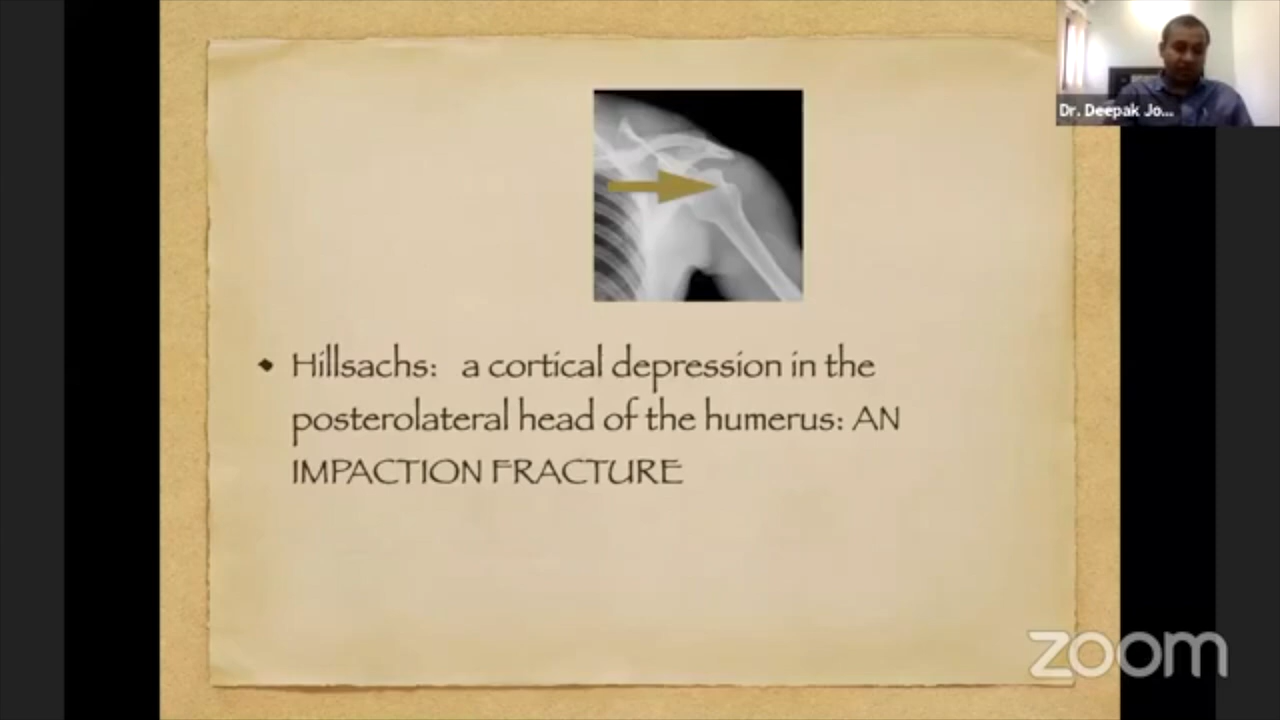 Dr. Deepak Jo...
Hillsachs: a cortical depression in the
posterolateral head of the humerus: AN
IMPACTION FRACTURE
zoom